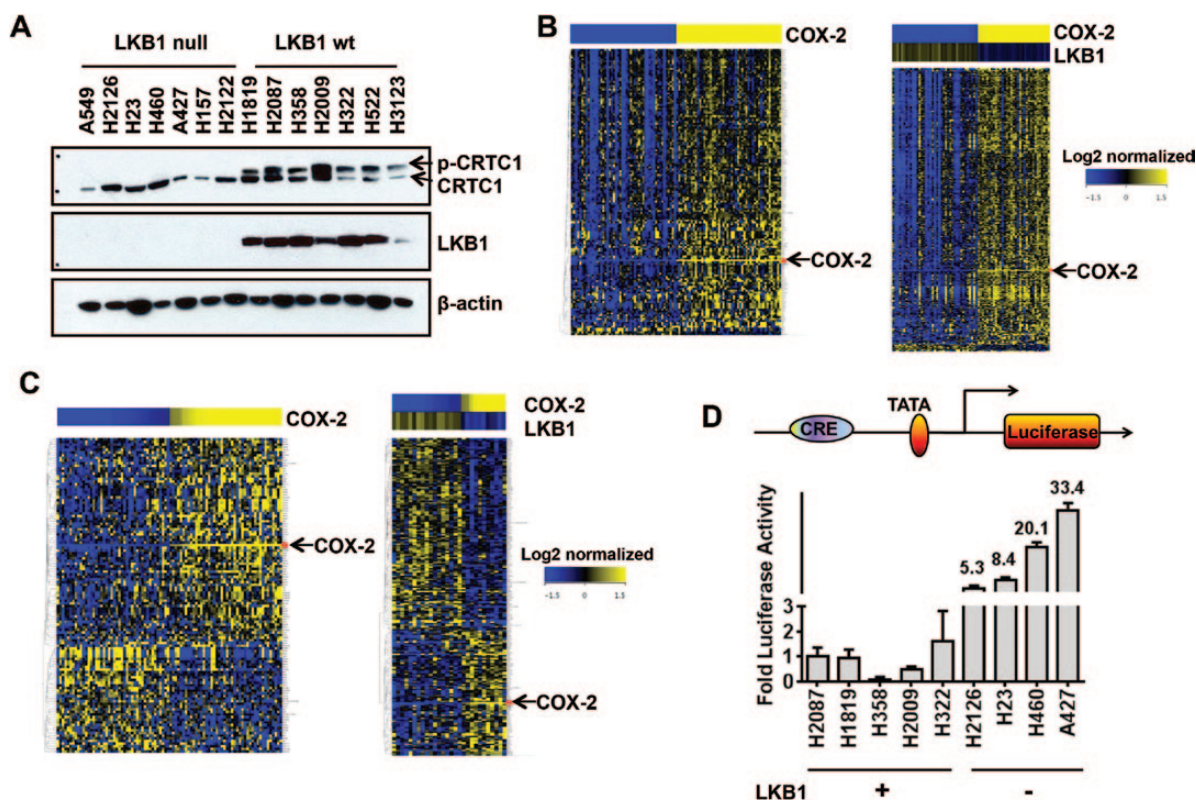 A
LKB1 null
LKB1 wt
A549
H2126
H23
H460
A427
H157
H2122
H1819
H2087
H358
H2009
H322
H522
H3123
p-CRTC1
CRTC1
LKB1
β-actin
B
COX-2
COX-2
COX-2
LKB1
COX-2
Log2 normalized
-1.5 0 1.5
C
COX-2
COX-2
COX-2
LKB1
COX-2
Log2 normalized
-1.5 0 1.5
D
CRE
TATA
Luciferase
Fold Luciferase Activity
3
2
1
0
5.3
8.4
20.1
33.4
H2087
H1819
H358
H2009
H322
H2126
H23
H460
A427
LKB1 + -